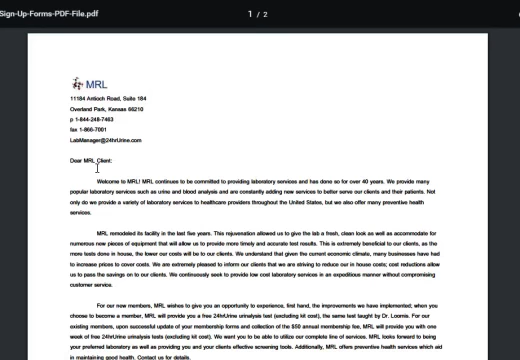 Sign-Up-Forms-PDF-File.pdf
1 / 2
MRL
11184 Antioch Road, Suite 184
Overland Park, Kansas 66210
p 1-844-248-7463
fax 1-866-7001
LabManager@24hrUrine.com
Dear MRL Client:
Welcome to MRL! MRL continues to be committed to providing laboratory services and has done so for over 40 years. We provide many
popular laboratory services such as urine and blood analysis and are constantly adding new services to better serve our clients and their patients. Not
only do we provide a variety of laboratory services to healthcare providers throughout the United States, but we also offer many preventive health
services.
MRL remodeled its facility in the last five years. This rejuvenation allowed us to give the lab a fresh, clean look as well as accommodate for
numerous new pieces of equipment that will allow us to provide more timely and accurate test results. This is extremely beneficial to our clients, as the
more tests done in house, the lower our costs will be to our clients. We understand that given the current economic climate, many businesses have had
to increase prices to cover costs. We are extremely pleased to inform our clients that we are striving to reduce our in house costs; cost reductions allow
us to pass the savings on to our clients. We continuously seek to provide low cost laboratory services in an expeditious manner without compromising
customer service.
For our new members, MRL wishes to give you an opportunity to experience, first hand, the improvements we have implemented; when you
choose to become a member, MRL will provide you a free 24hrUrine urinalysis test (excluding kit cost), the same test taught by Dr. Loomis. For our
existing members, upon successful update of your membership forms and collection of the $50 annual membership fee, MRL will provide you with one
week of free 24hrUrine urinalysis tests (excluding kit cost). We want you to be able to utilize our complete line of services. MRL looks forward to being
your preferred laboratory as well as providing you and your clients effective screening tools. Additionally, MRL offers preventive health services which aid
in maintaining good health. Contact us for details.